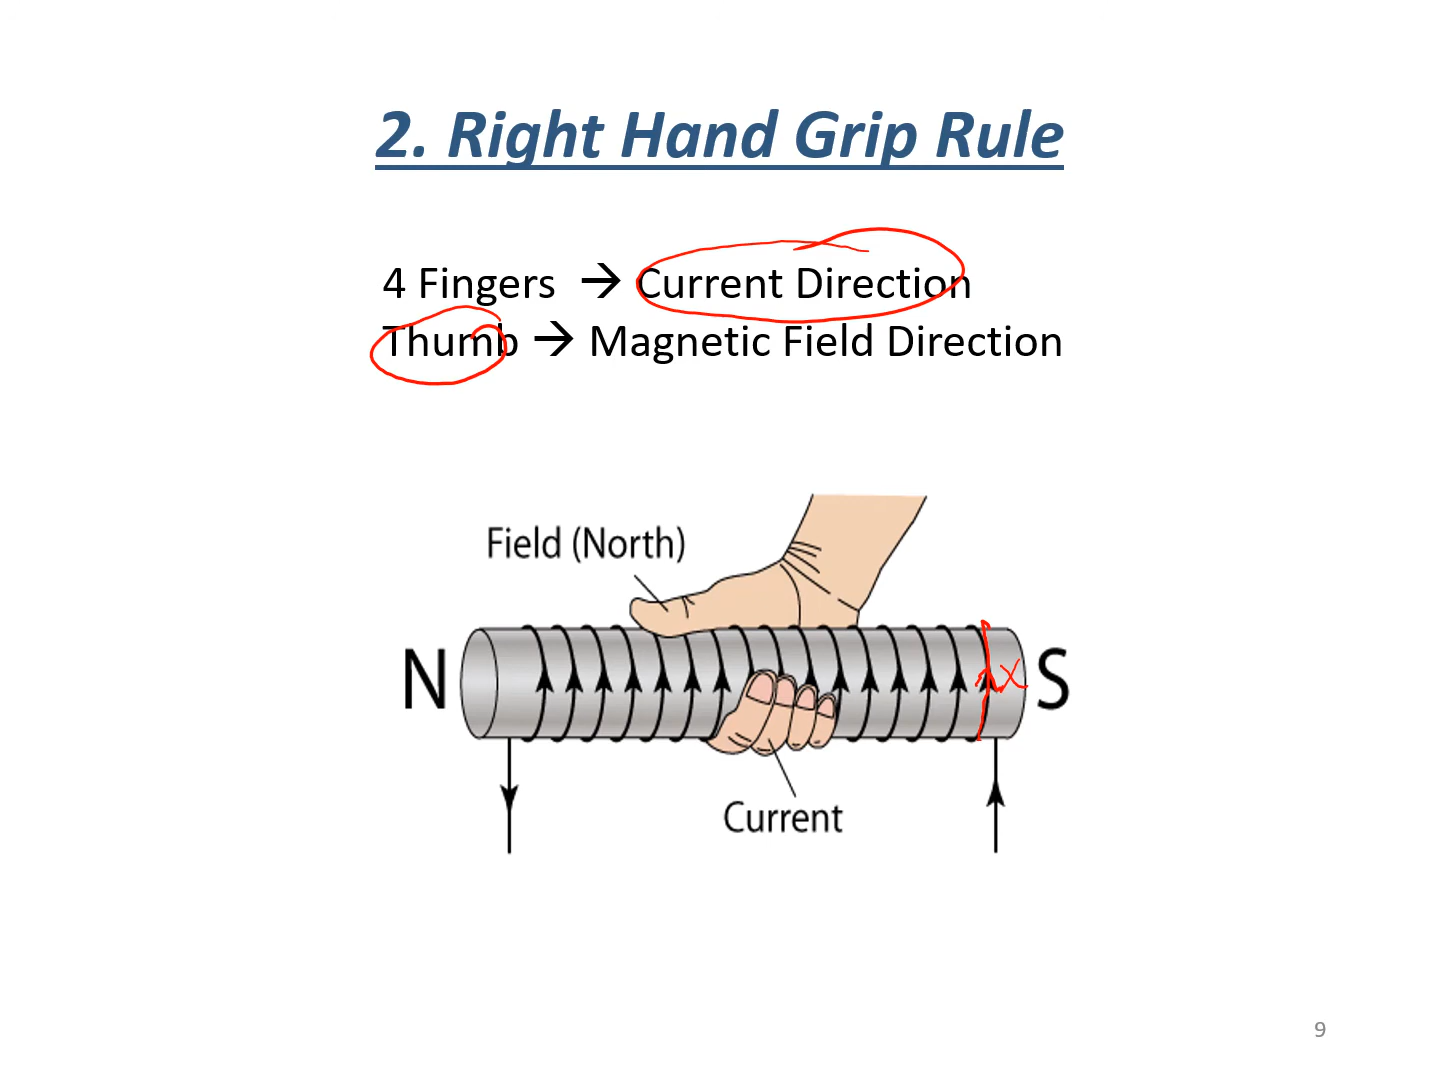 2. Right Hand Grip Rule
4 Fingers → Current Direction
Thumb → Magnetic Field Direction
Field (North)
N
x
S
Current
9